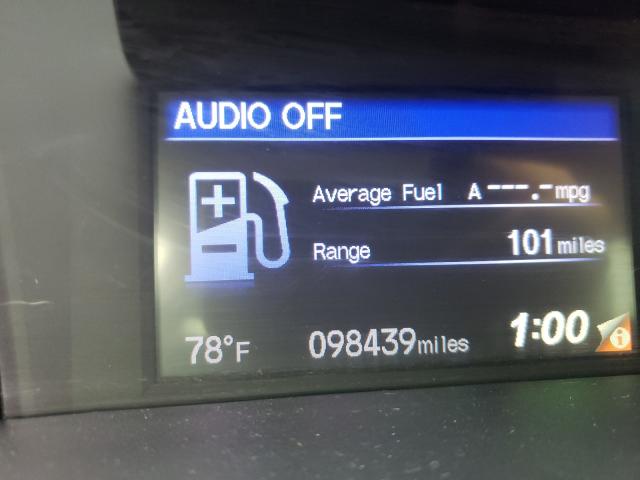 AUDIO OFF
Average Fuel A ---.- mpg
Range 101 miles
78°F 098439 miles 1:00 i